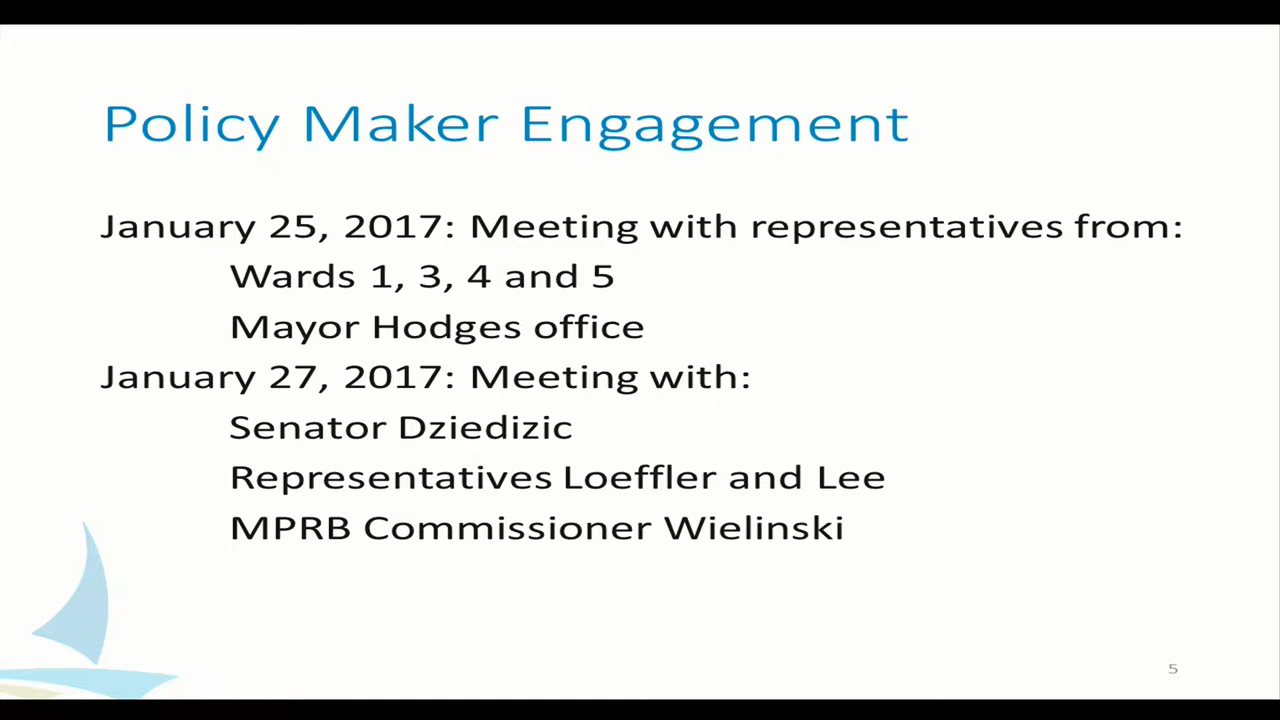 Policy Maker Engagement
January 25, 2017: Meeting with representatives from:
Wards 1, 3, 4 and 5
Mayor Hodges office
January 27, 2017: Meeting with:
Senator Dziedizic
Representatives Loeffler and Lee
MPRB Commissioner Wielinski
5